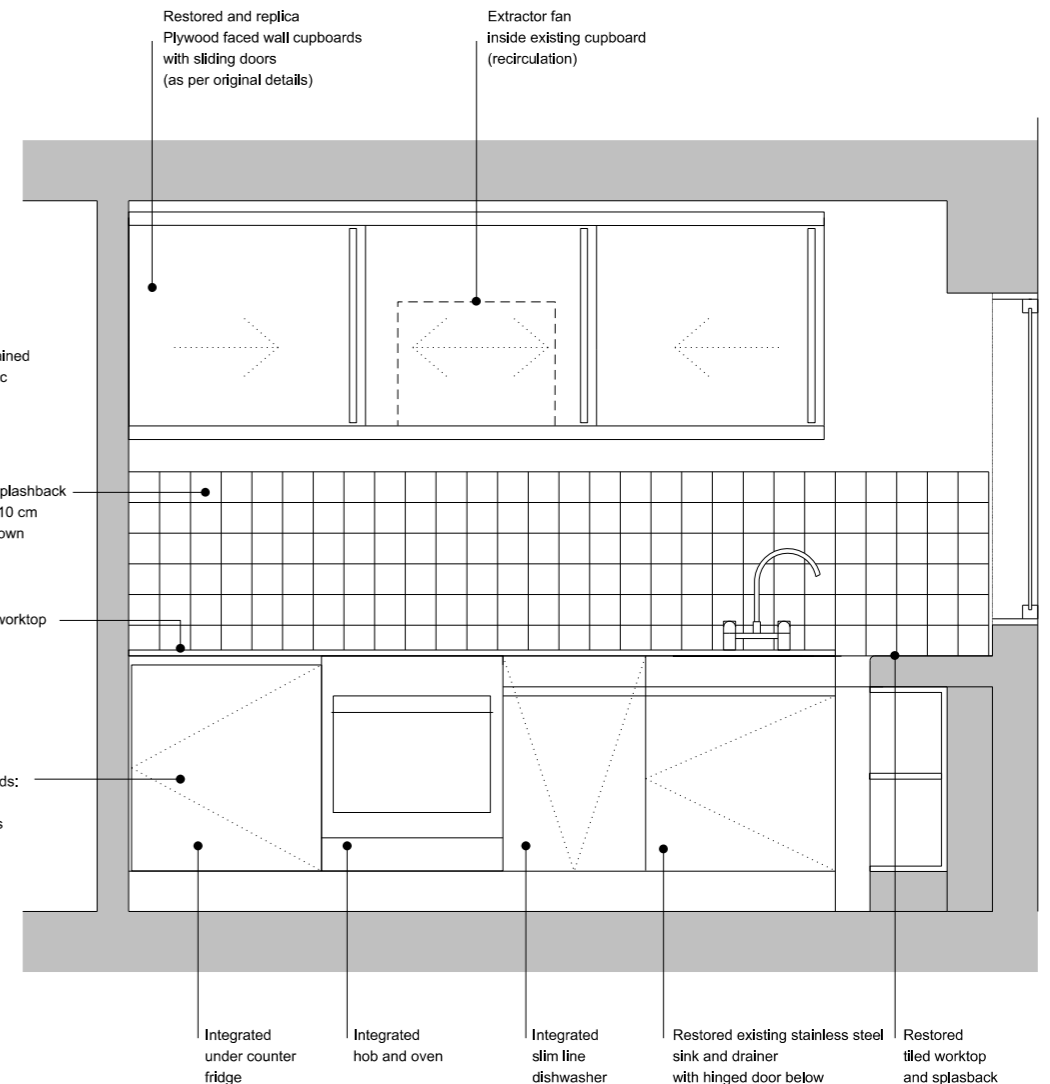 Restored and replica
Plywood faced wall cupboards
with sliding doors
(as per original details)
Extractor fan
inside existing cupboard
(recirculation)
10 cm
worktop
Integrated
under counter
fridge
Integrated
hob and oven
Integrated
slim line
dishwasher
Restored existing stainless steel
sink and drainer
with hinged door below
Restored
tiled worktop
and splasback